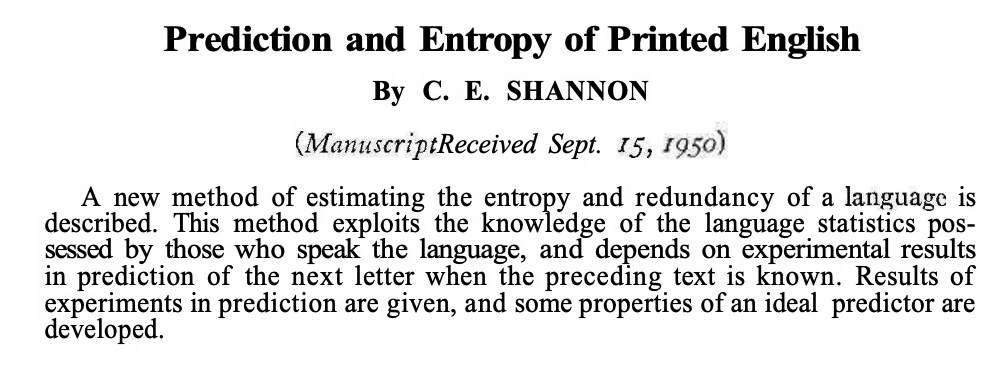 Prediction and Entropy of Printed English
By C. E. SHANNON
(ManuscriptReceived Sept. 15, 1950)
A new method of estimating the entropy and redundancy of a language is
described. This method exploits the knowledge of the language statistics pos-
sessed by those who speak the language, and depends on experimental results
in prediction of the next letter when the preceding text is known. Results of
experiments in prediction are given, and some properties of an ideal predictor are
developed.